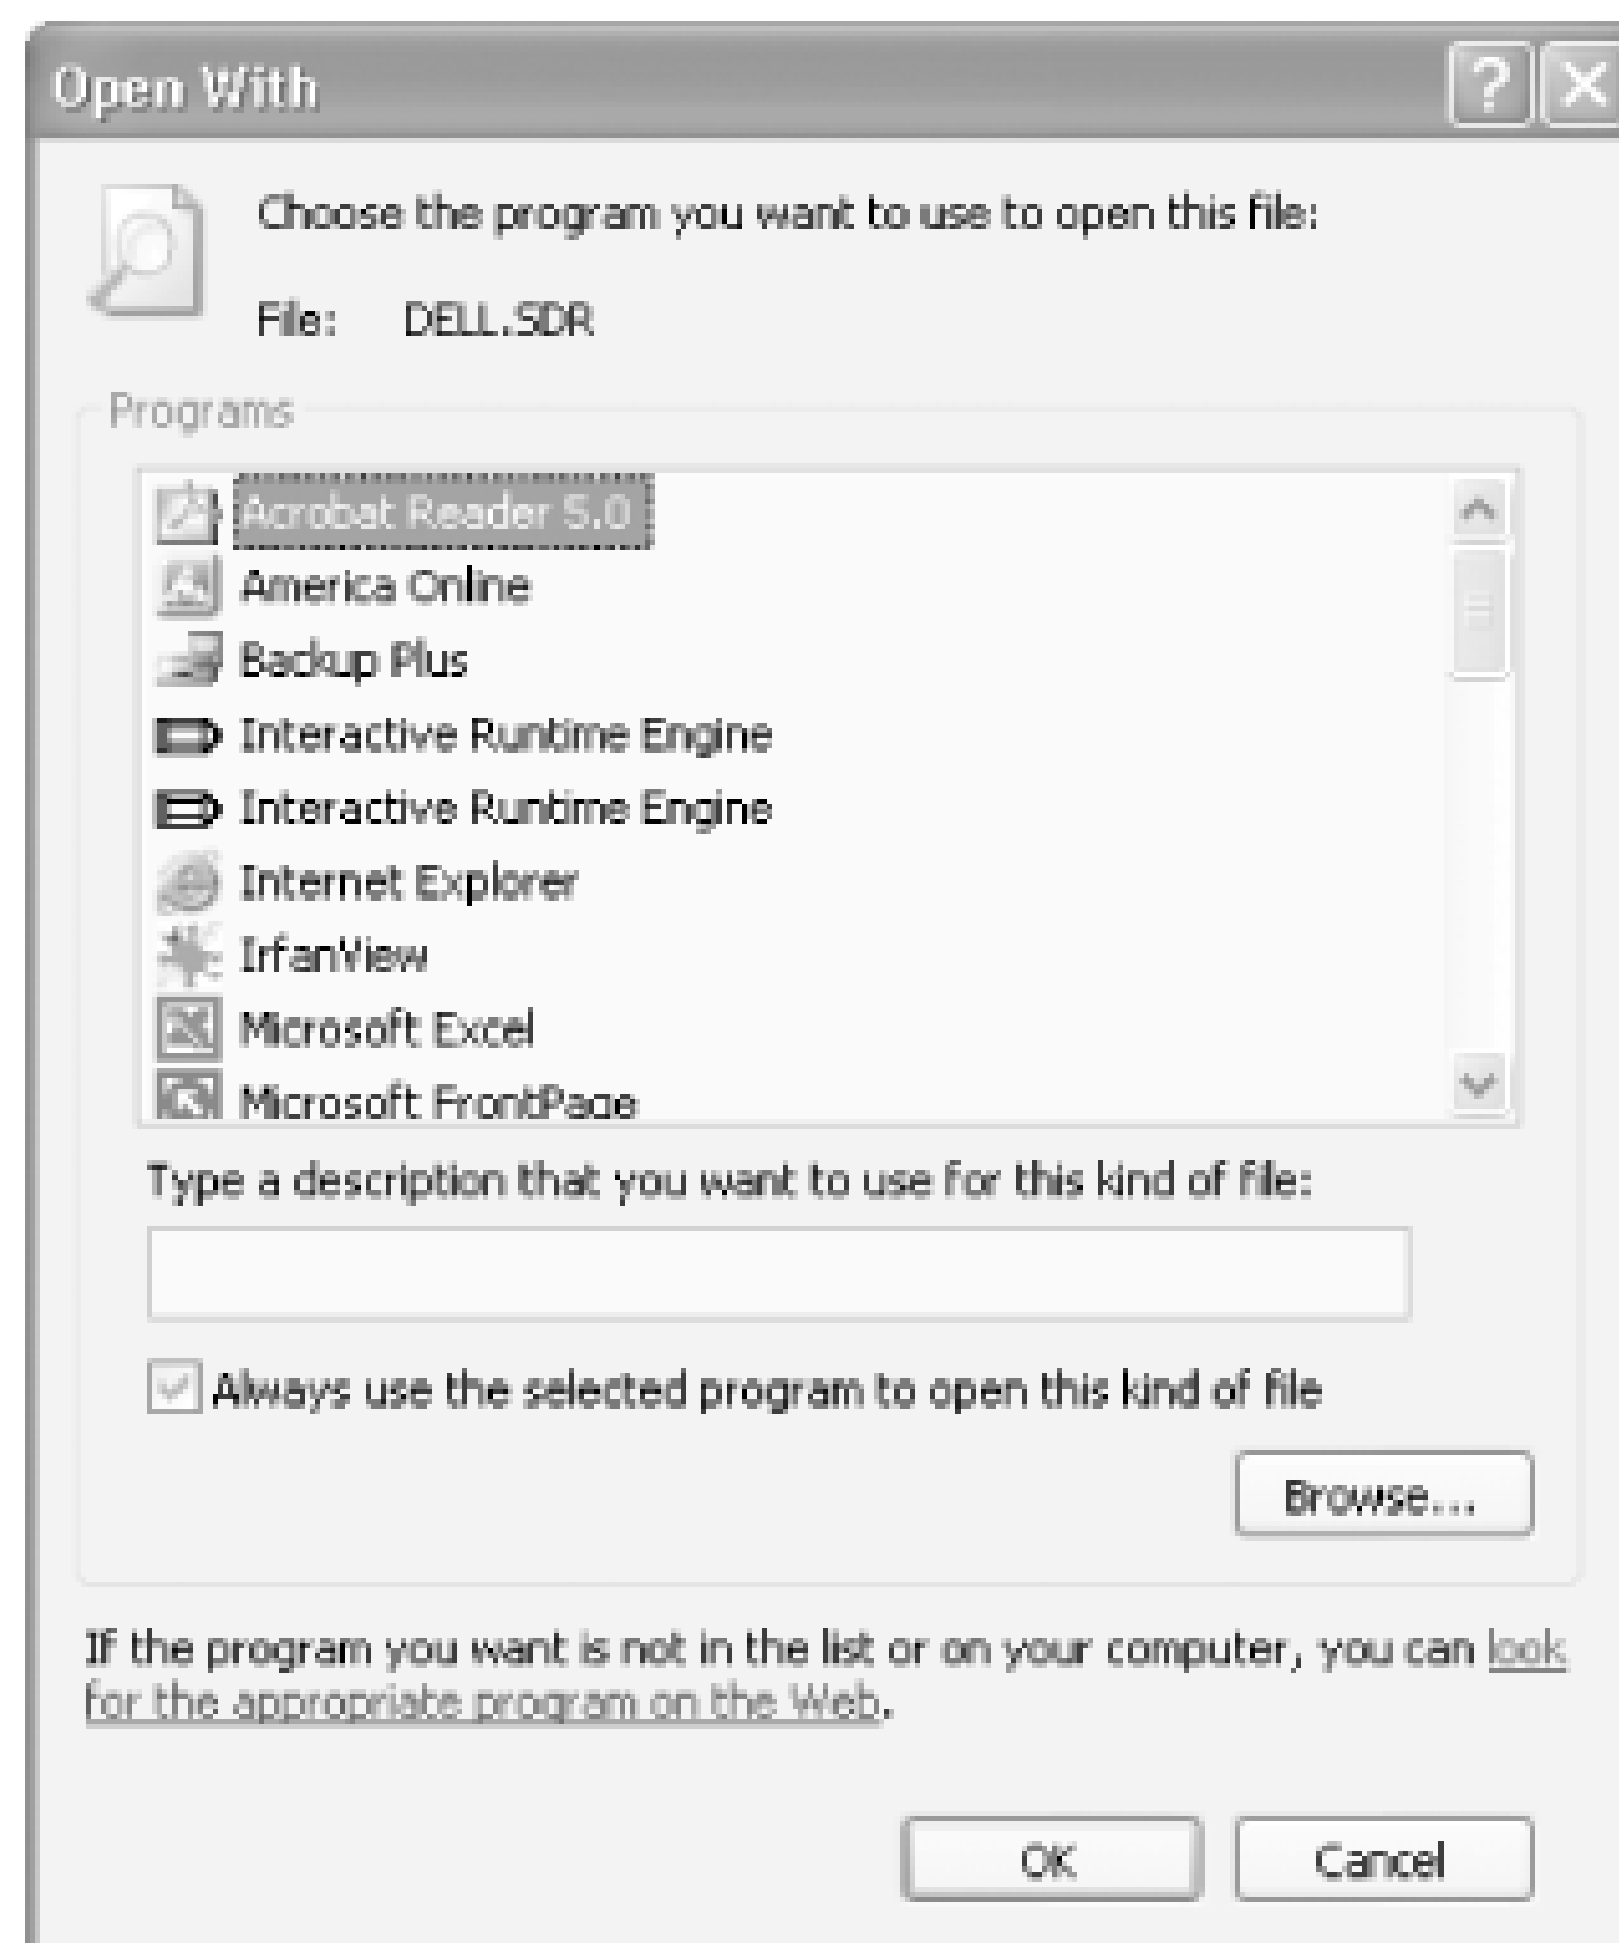 Open With
Choose the program you want to use to open this file:
File: DELL.SDR
Programs
Acrobat Reader 5.0
America Online
Backup Plus
Interactive Runtime Engine
Interactive Runtime Engine
Internet Explorer
IrfanView
Microsoft Excel
Microsoft FrontPage
Type a description that you want to use for this kind of file:
Always use the selected program to open this kind of file
Browse...
If the program you want is not in the list or on your computer, you can look
for the appropriate program on the Web.
OK Cancel